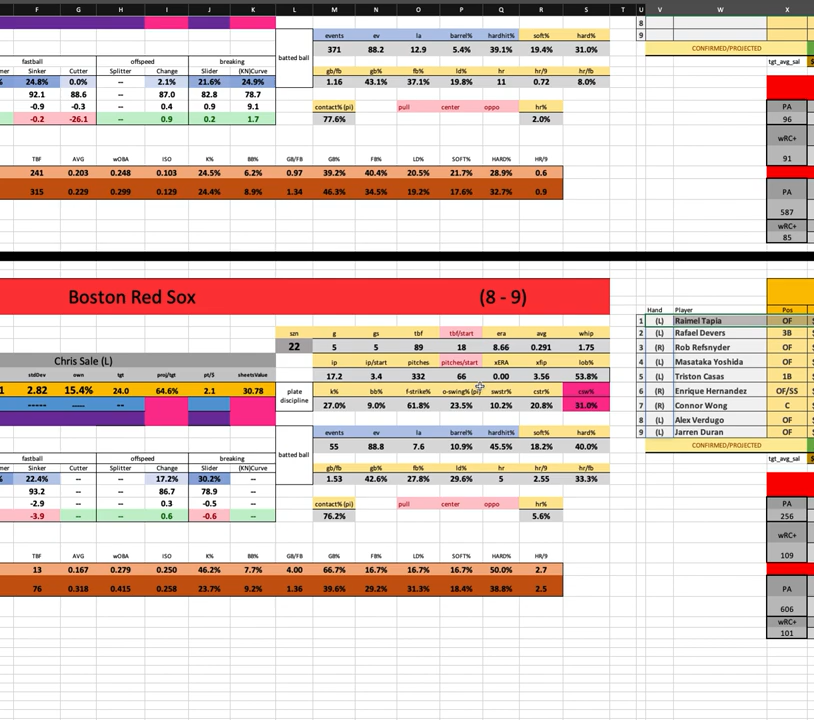 F G H I J K L M N O P Q R S T U V W X
8
events ev la barrel% hardhit% soft% hard% 9
371 88.2 12.9 5.4% 39.1% 19.4% 31.0% CONFIRMED/PROJECTED
fastball offspeed breaking batted ball tgt_avg_sal
Sinker Cutter Splitter Change Slider (KN)Curve gb/fb gb% fb% ld% hr hr/9 hr/fb
24.8% 0.0% -- 2.1% 21.6% 24.9% 1.16 43.1% 37.1% 19.8% 11 0.72 8.0%
92.1 88.6 87.0 82.8 78.7
-0.9 -0.3 0.4 0.9 9.1 contact% (pi) pull center oppo hr% PA
-0.2 -26.1 -- 0.9 0.2 1.7 77.6% 2.0% 96
wRC+
TBF AVG wOBA ISO K% BB% GB/FB GB% FB% LD% SOFT% HARD% HR/9 91
241 0.203 0.248 0.103 24.5% 6.2% 0.97 39.2% 40.4% 20.5% 21.7% 28.9% 0.6
315 0.229 0.299 0.129 24.4% 8.9% 1.34 46.3% 34.5% 19.2% 17.6% 32.7% 0.9 PA
587
wRC+
85
Boston Red Sox (8 - 9)
Hand Player Pos
1 (L) Raimel Tapia OF
szn g gs tbf tbf/start era avg whip 2 (L) Rafael Devers 3B
22 5 5 89 18 8.66 0.291 1.75 3 (R) Rob Refsnyder OF
Chris Sale (L) ip ip/start pitches pitches/start xERA xfip lob% 4 (L) Masataka Yoshida OF
stdDev own tgt proj/tgt pt/$ sheetsValue 17.2 3.4 332 66 0.00 3.56 53.8% 5 (L) Triston Casas 1B
1 2.82 15.4% 24.0 64.6% 2.1 30.78 plate discipline k% bb% f-strike% o-swing% (pi) swstr% cstr% csw% 6 (R) Enrique Hernandez OF/SS
----- ----- --- 27.0% 9.0% 61.8% 23.5% 10.2% 20.8% 31.0% 7 (R) Connor Wong C
8 (L) Alex Verdugo OF
events ev la barrel% hardhit% soft% hard% 9 (L) Jarren Duran OF
55 88.8 7.6 10.9% 45.5% 18.2% 40.0% CONFIRMED/PROJECTED
fastball offspeed breaking batted ball tgt_avg_sal
Sinker Cutter Splitter Change Slider (KN)Curve gb/fb gb% fb% ld% hr hr/9 hr/fb
22.4% -- -- 17.2% 30.2% -- 1.53 42.6% 27.8% 29.6% 5 2.55 33.3%
93.2 86.7 78.9
-2.9 -- -- 0.3 -0.5 -- contact% (pi) pull center oppo hr% PA
-3.9 -- -- 0.6 -0.6 -- 76.2% 5.6% 256
wRC+
TBF AVG wOBA ISO K% BB% GB/FB GB% FB% LD% SOFT% HARD% HR/9 109
13 0.167 0.279 0.250 46.2% 7.7% 4.00 66.7% 16.7% 16.7% 16.7% 50.0% 2.7
76 0.318 0.415 0.258 23.7% 9.2% 1.36 39.6% 29.2% 31.3% 18.4% 38.8% 2.5 PA
606
wRC+
101